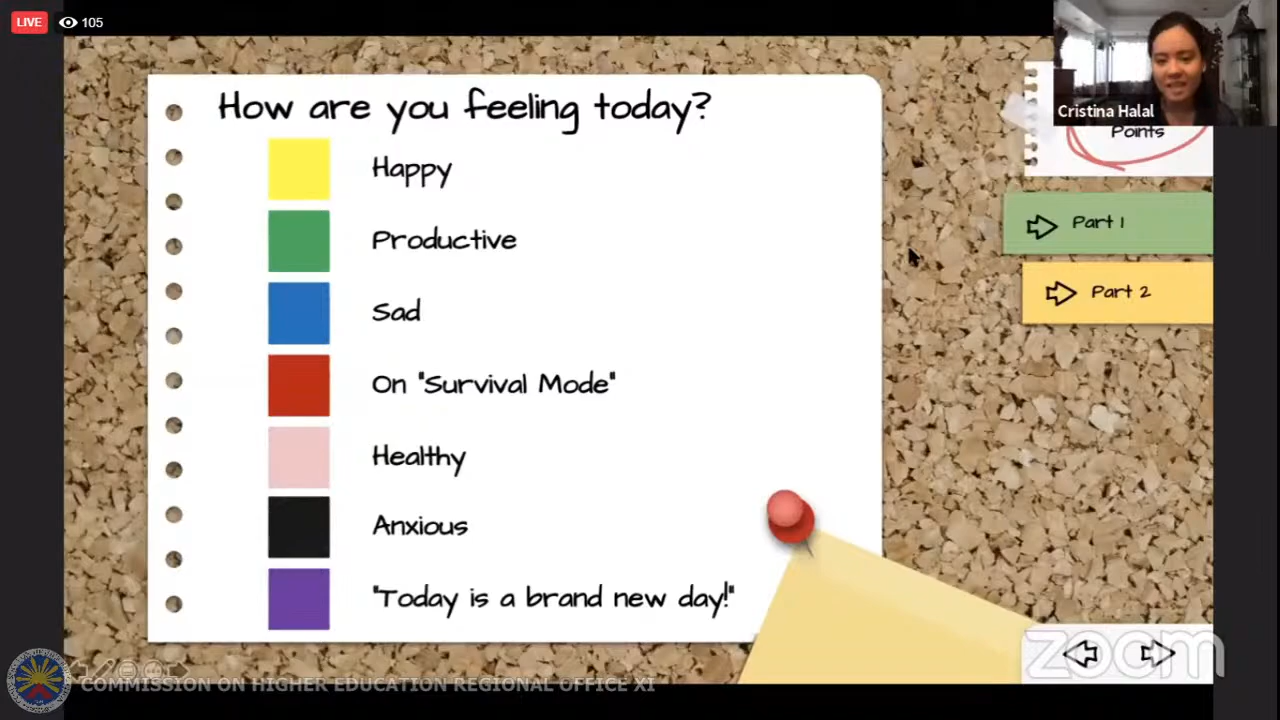 LIVE 105
Cristina Halal
How are you feeling today?
Happy
Productive
Sad
On "Survival Mode"
Healthy
Anxious
"Today is a brand new day!"
Points
Part 1
Part 2
zoom
COMMISSION ON HIGHER EDUCATION REGIONAL OFFICE XI